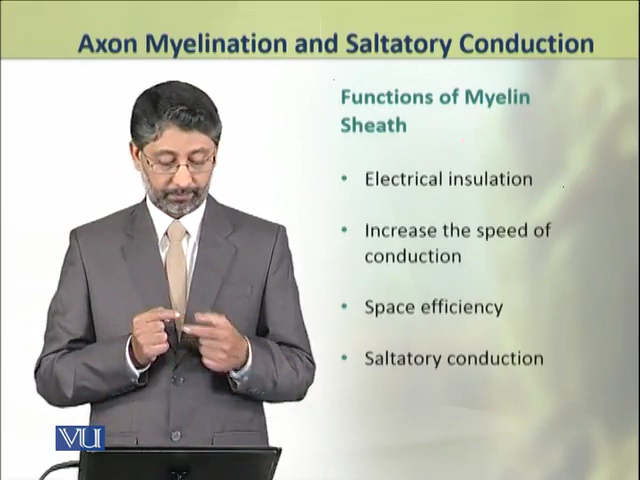 Axon Myelination and Saltatory Conduction
Functions of Myelin
Sheath
• Electrical insulation
• Increase the speed of
conduction
• Space efficiency
• Saltatory conduction
VU